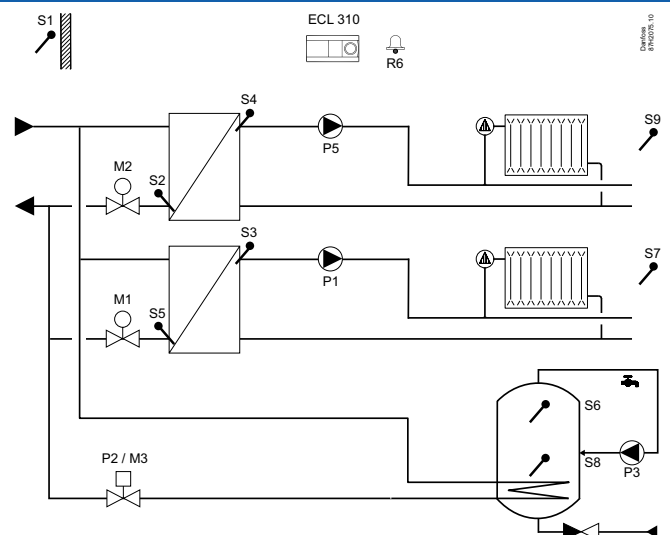 S1
ECL 310
R6
Danfoss
87H2075.10
S4
P5
S9
M2
S2
S3
P1
S7
M1
S5
S6
P2 / M3
S8
P3